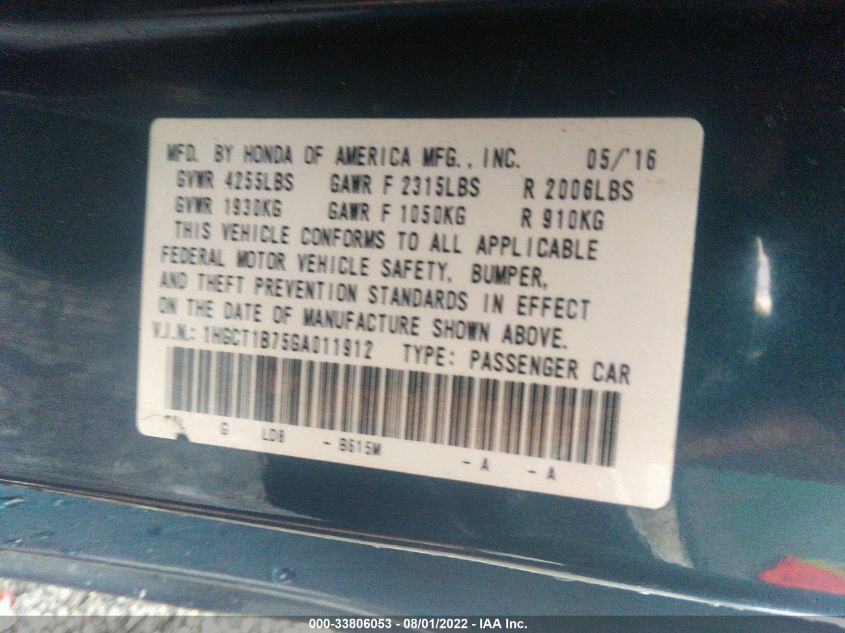 MFD. BY HONDA OF AMERICA MFG., INC. 05/'16
GVWR 4255LBS GAWR F 2315LBS R 2006LBS
GVWR 1930KG GAWR F 1050KG R 910KG
THIS VEHICLE CONFORMS TO ALL APPLICABLE
FEDERAL MOTOR VEHICLE SAFETY, BUMPER,
AND THEFT PREVENTION STANDARDS IN EFFECT
ON THE DATE OF MANUFACTURE SHOWN ABOVE.
V.I.N.: 1HGCT1B75GA011912 TYPE: PASSENGER CAR
G LDB - B615M - A - A
000-33806053 — 08/01/2022 — IAA Inc.